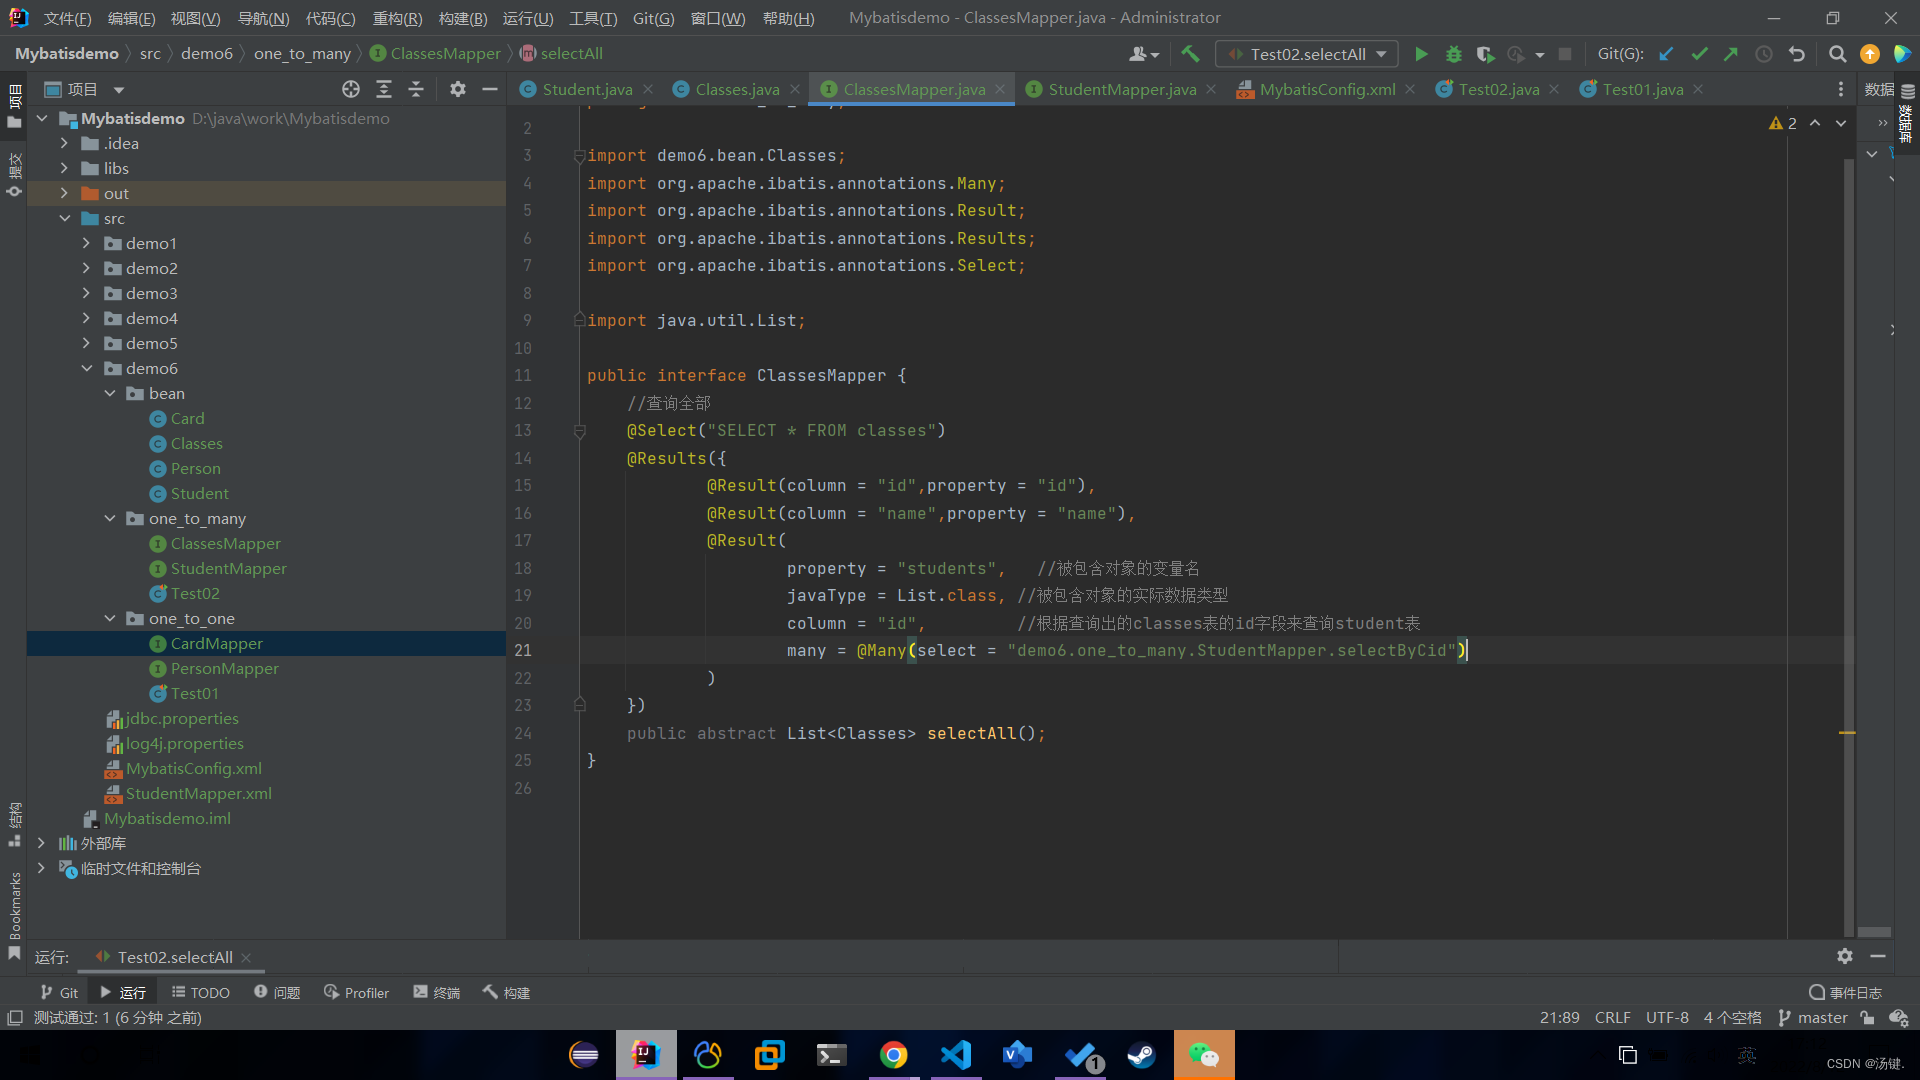 文件(F) 编辑(E) 视图(V) 导航(N) 代码(C) 重构(R) 构建(B) 运行(U) 工具(T) Git(G) 窗口(W) 帮助(H) Mybatisdemo - ClassesMapper.java - Administrator
Mybatisdemo src demo6 one_to_many ClassesMapper selectAll Test02.selectAll Git(G):
项目 Student.java Classes.java ClassesMapper.java StudentMapper.java MybatisConfig.xml Test02.java Test01.java 数据
项目
提交
结构
Bookmarks
数据库
Mybatisdemo D:\java\work\Mybatisdemo
.idea
libs
out
src
demo1
demo2
demo3
demo4
demo5
demo6
bean
Card
Classes
Person
Student
one_to_many
ClassesMapper
StudentMapper
Test02
one_to_one
CardMapper
PersonMapper
Test01
jdbc.properties
log4j.properties
MybatisConfig.xml
StudentMapper.xml
Mybatisdemo.iml
外部库
临时文件和控制台
2
2
3 import demo6.bean.Classes;
4 import org.apache.ibatis.annotations.Many;
5 import org.apache.ibatis.annotations.Result;
6 import org.apache.ibatis.annotations.Results;
7 import org.apache.ibatis.annotations.Select;
8
9 import java.util.List;
10
11 public interface ClassesMapper {
12 //查询全部
13 @Select("SELECT * FROM classes")
14 @Results({
15 @Result(column = "id",property = "id"),
16 @Result(column = "name",property = "name"),
17 @Result(
18 property = "students", //被包含对象的变量名
19 javaType = List.class, //被包含对象的实际数据类型
20 column = "id", //根据查询出的classes表的id字段来查询student表
21 many = @Many(select = "demo6.one_to_many.StudentMapper.selectByCid")
22 )
23 })
24 public abstract List<Classes> selectAll();
25 }
26
运行: Test02.selectAll
Git 运行 TODO 问题 Profiler 终端 构建 事件日志
测试通过: 1 (6 分钟 之前) 21:89 CRLF UTF-8 4 个空格 master
1
英
CSDN @汤键.